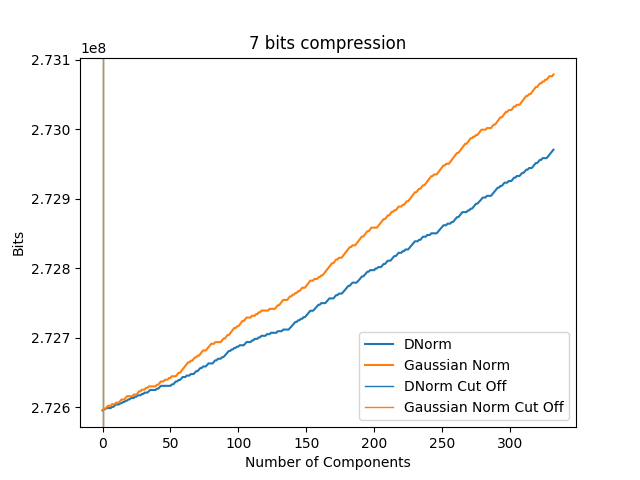 7 bits compression
1e8
2.731
2.730
2.729
2.728
2.727
2.726
Bits
0 50 100 150 200 250 300
Number of Components
DNorm
Gaussian Norm
DNorm Cut Off
Gaussian Norm Cut Off